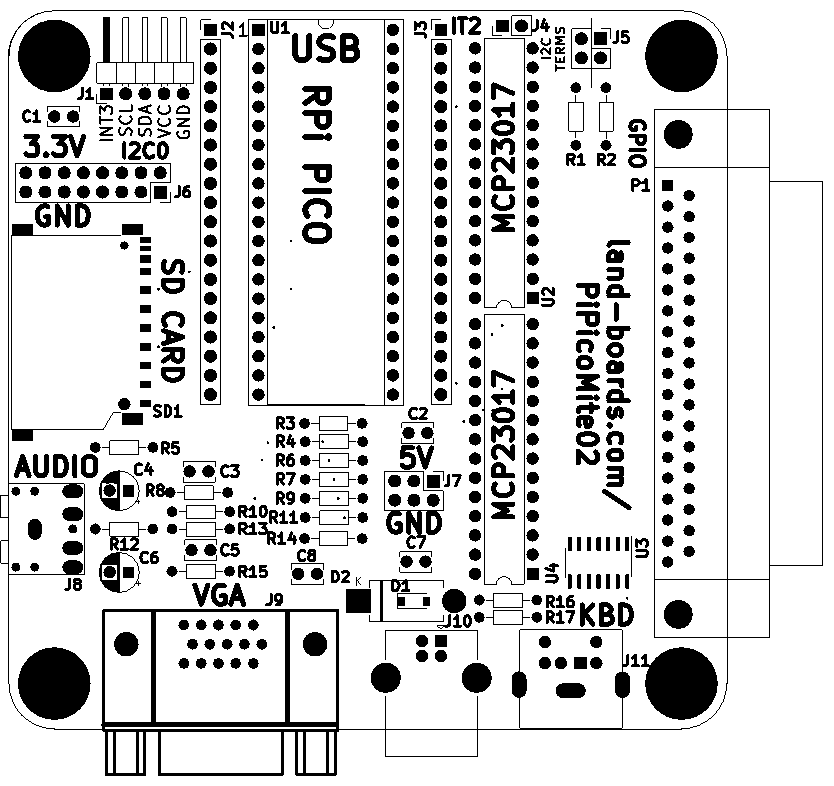 J2
1
U1
J3
IT2
J4
USB
I2C
TERMS
J5
J1
INT3
SCL
SDA
VCC
GND
C1
3.3V
I2C0
RPi PICO
MCP23017
R1
R2
GPIO
P1
J6
GND
SD CARD
U2
land-boards.com/
PiPicoMite02
SD1
R3
C2
R4
R5
5V
AUDIO
R6
C4
C3
R7
J7
R8
R9
MCP23017
R10
R11
GND
R12
R13
R14
C5
C6
C7
C8
U3
J8
R15
D2
K
D1
U4
VGA
J9
R16
R17
KBD
J10
J11